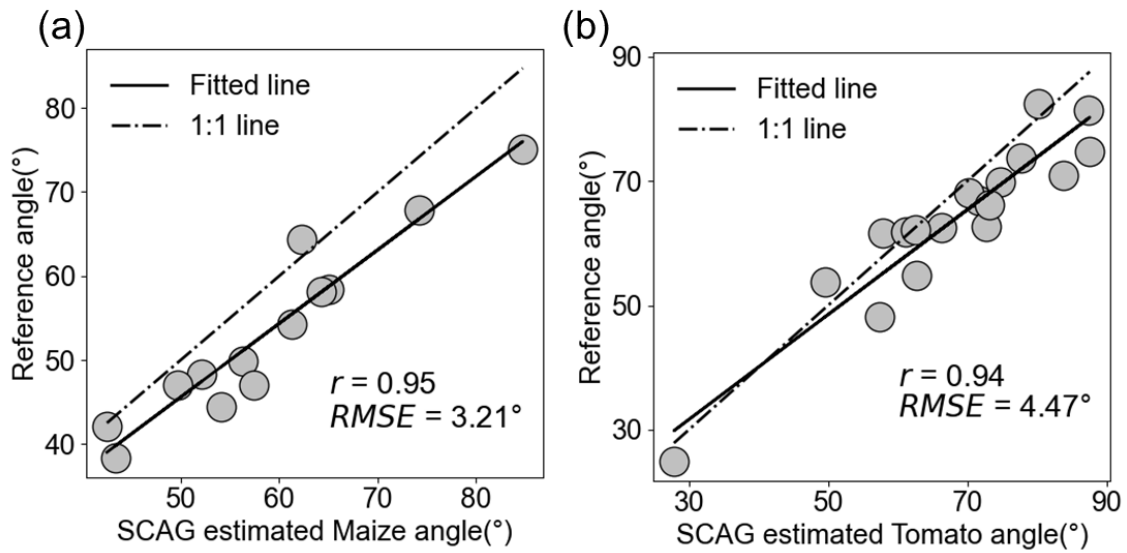 (a)
Fitted line
1:1 line
80
70
60
50
40
Reference angle(°)
r = 0.95
RMSE = 3.21°
50 60 70 80
SCAG estimated Maize angle(°)
(b)
90
Fitted line
1:1 line
70
50
30
Reference angle(°)
r = 0.94
RMSE = 4.47°
30 50 70 90
SCAG estimated Tomato angle(°)